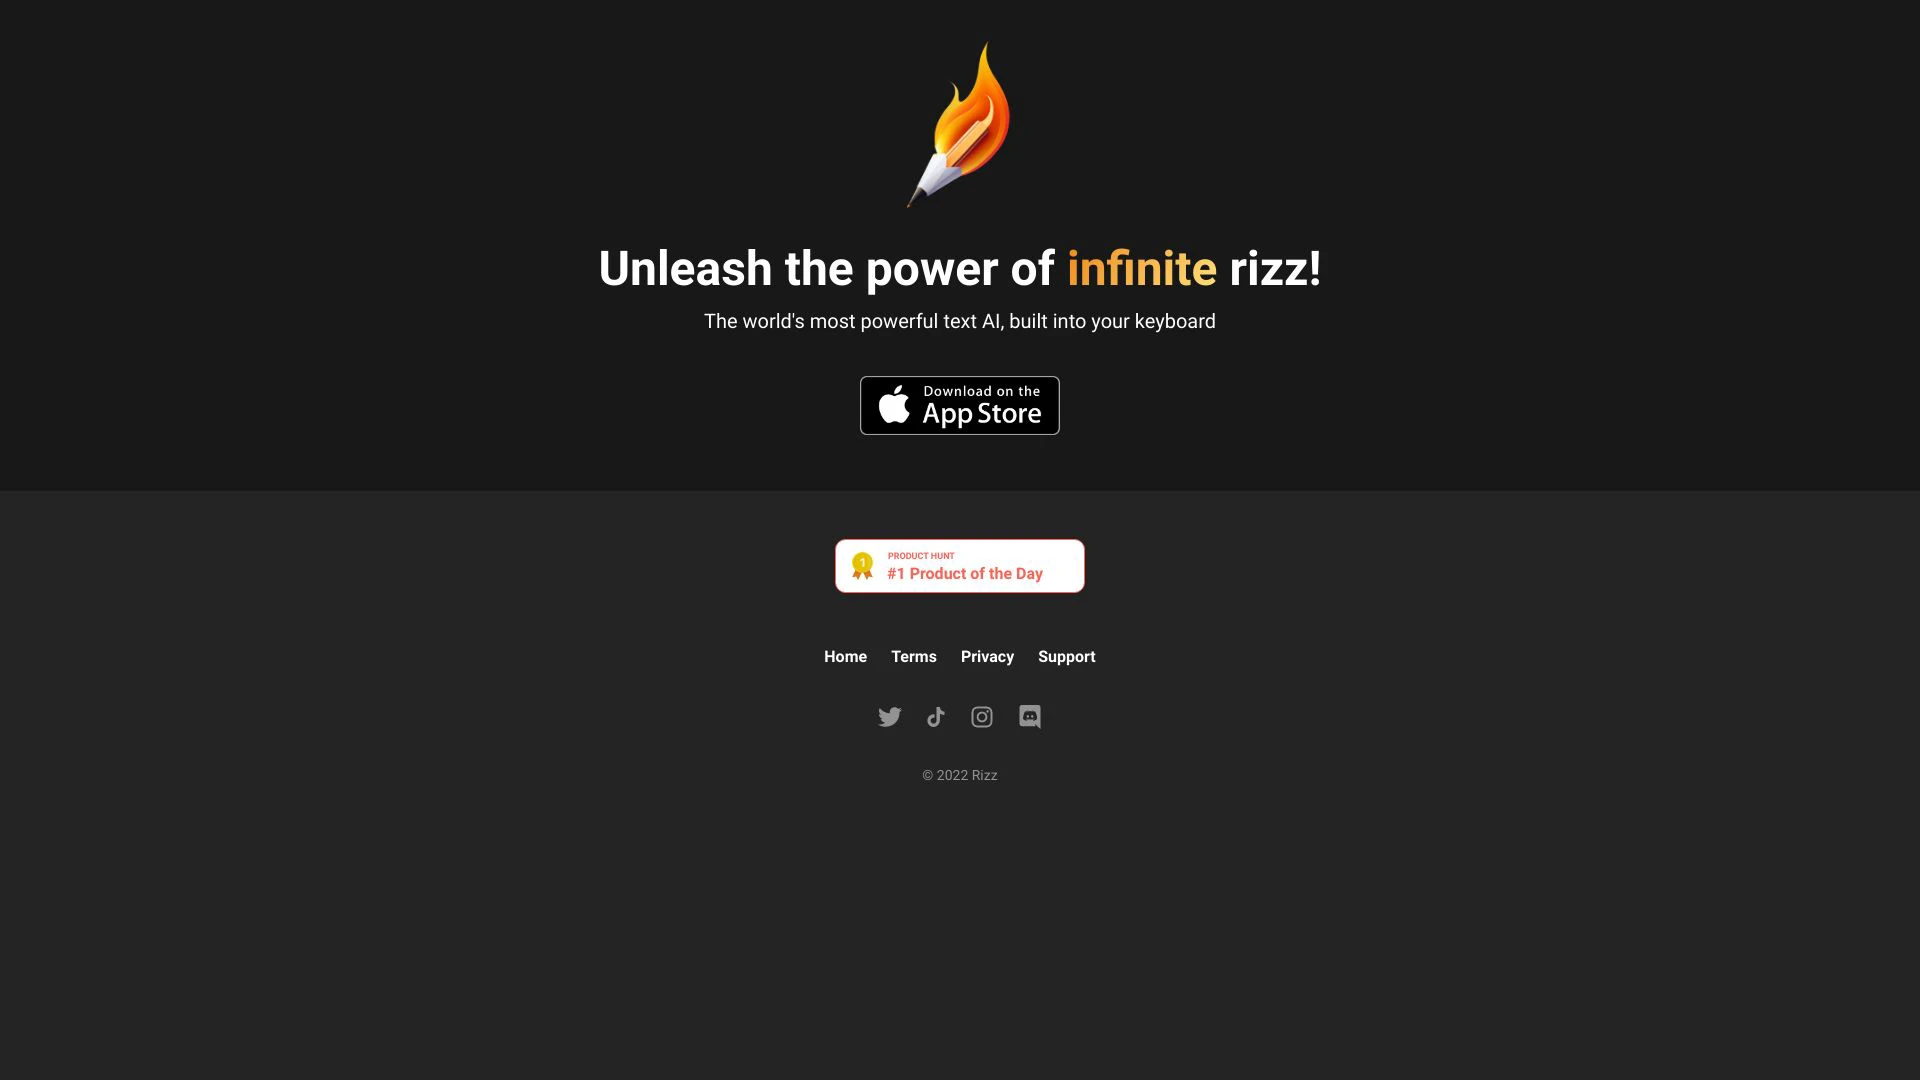 Unleash the power of infinite rizz!
The world's most powerful text AI, built into your keyboard
Download on the
App Store
1
PRODUCT HUNT
#1 Product of the Day
Home Terms Privacy Support
© 2022 Rizz